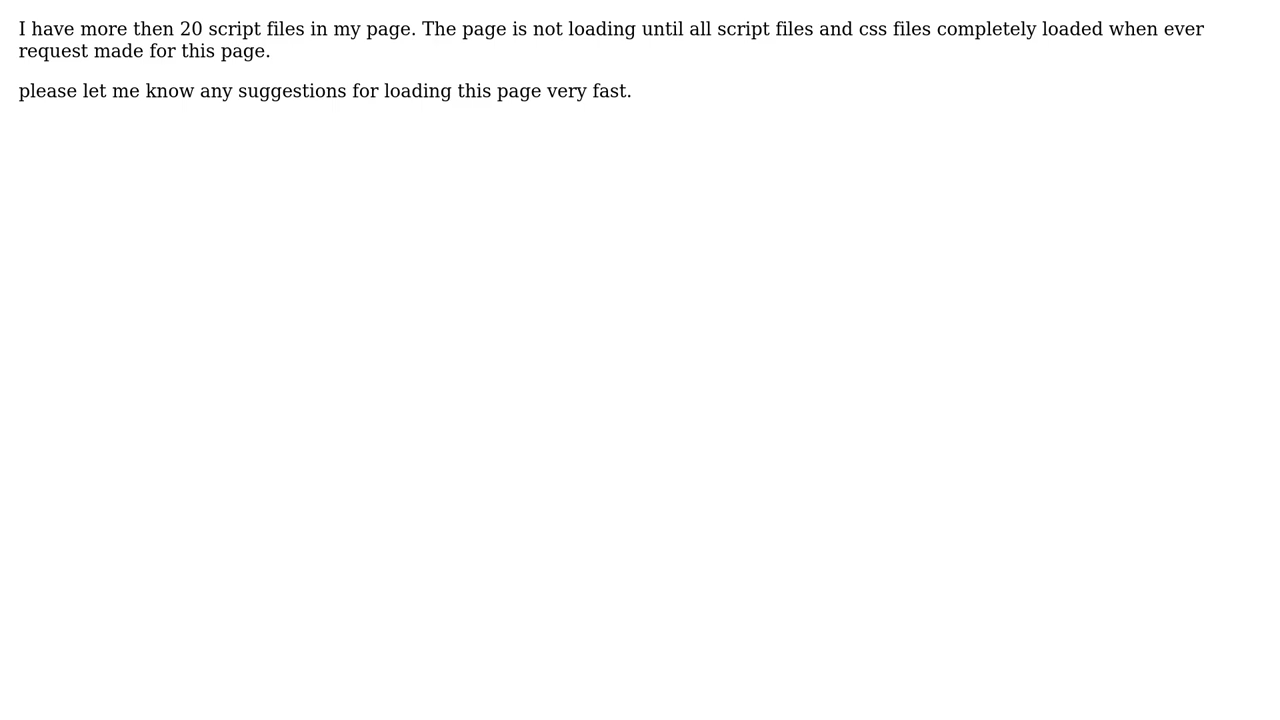 I have more then 20 script files in my page. The page is not loading until all script files and css files completely loaded when ever
request made for this page.
please let me know any suggestions for loading this page very fast.